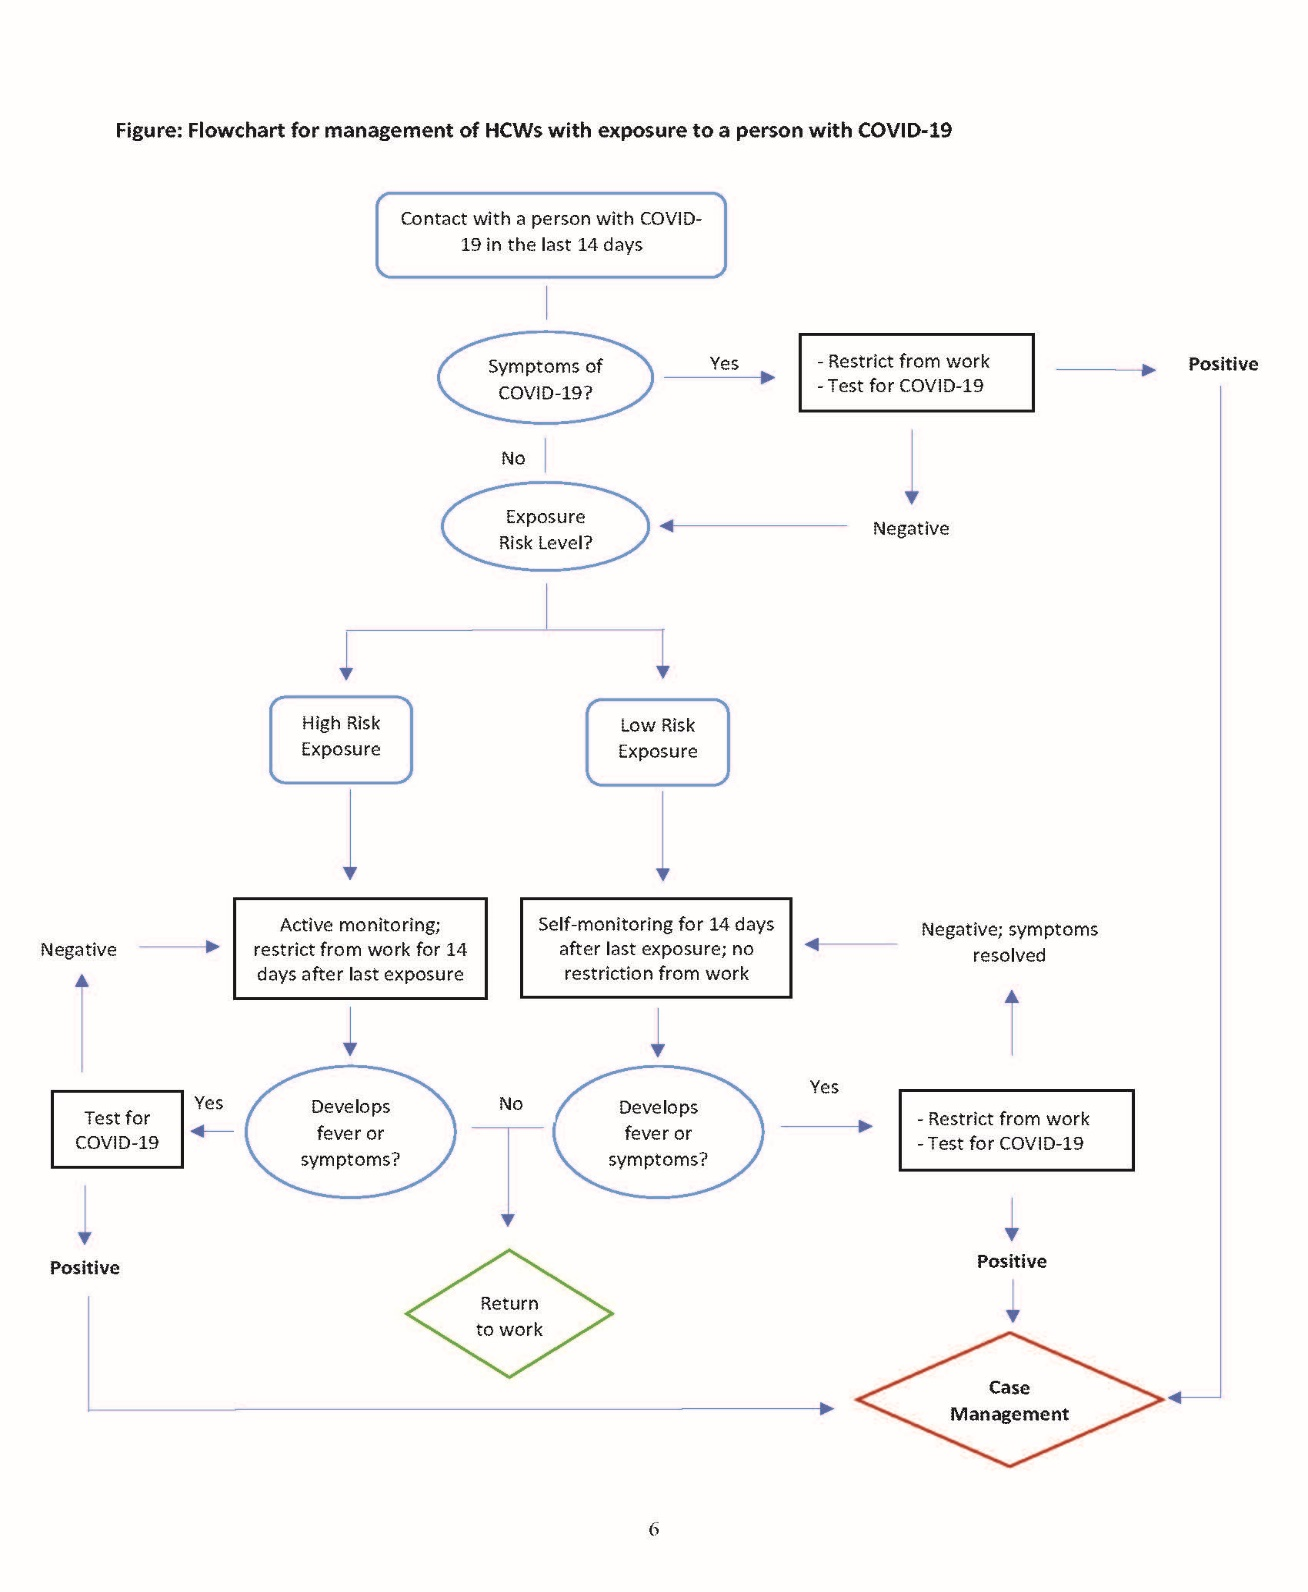 Figure: Flowchart for management of HCWs with exposure to a person with COVID-19
Contact with a person with COVID-
19 in the last 14 days
Symptoms of
COVID-19?
Yes
- Restrict from work
- Test for COVID-19
Positive
No
Exposure
Risk Level?
Negative
High Risk
Exposure
Low Risk
Exposure
Negative
Active monitoring;
restrict from work for 14
days after last exposure
Self-monitoring for 14 days
after last exposure; no
restriction from work
Negative; symptoms
resolved
Test for
COVID-19
Yes
Develops
fever or
symptoms?
No
Develops
fever or
symptoms?
Yes
- Restrict from work
- Test for COVID-19
Positive
Positive
Return
to work
Case
Management
6